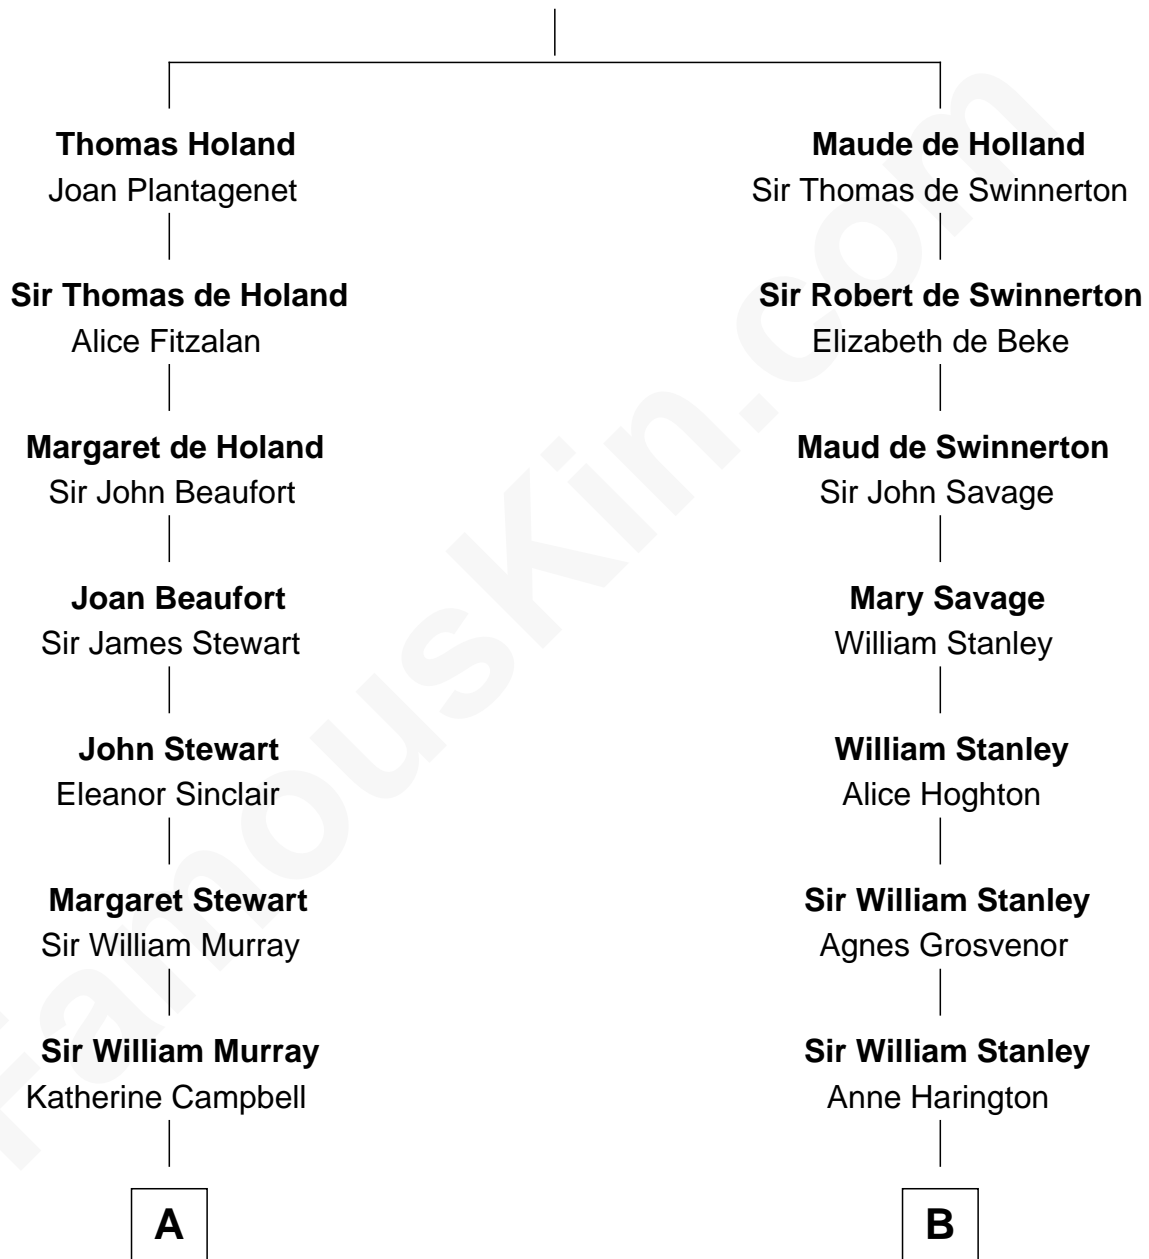 Thomas Holand
Joan Plantagenet
Sir Thomas de Holand
Alice Fitzalan
Margaret de Holand
Sir John Beaufort
Joan Beaufort
Sir James Stewart
John Stewart
Eleanor Sinclair
Margaret Stewart
Sir William Murray
Sir William Murray
Katherine Campbell
A
Maude de Holland
Sir Thomas de Swinnerton
Sir Robert de Swinnerton
Elizabeth de Beke
Maud de Swinnerton
Sir John Savage
Mary Savage
William Stanley
William Stanley
Alice Hoghton
Sir William Stanley
Agnes Grosvenor
Sir William Stanley
Anne Harington
B
FamousKin.com